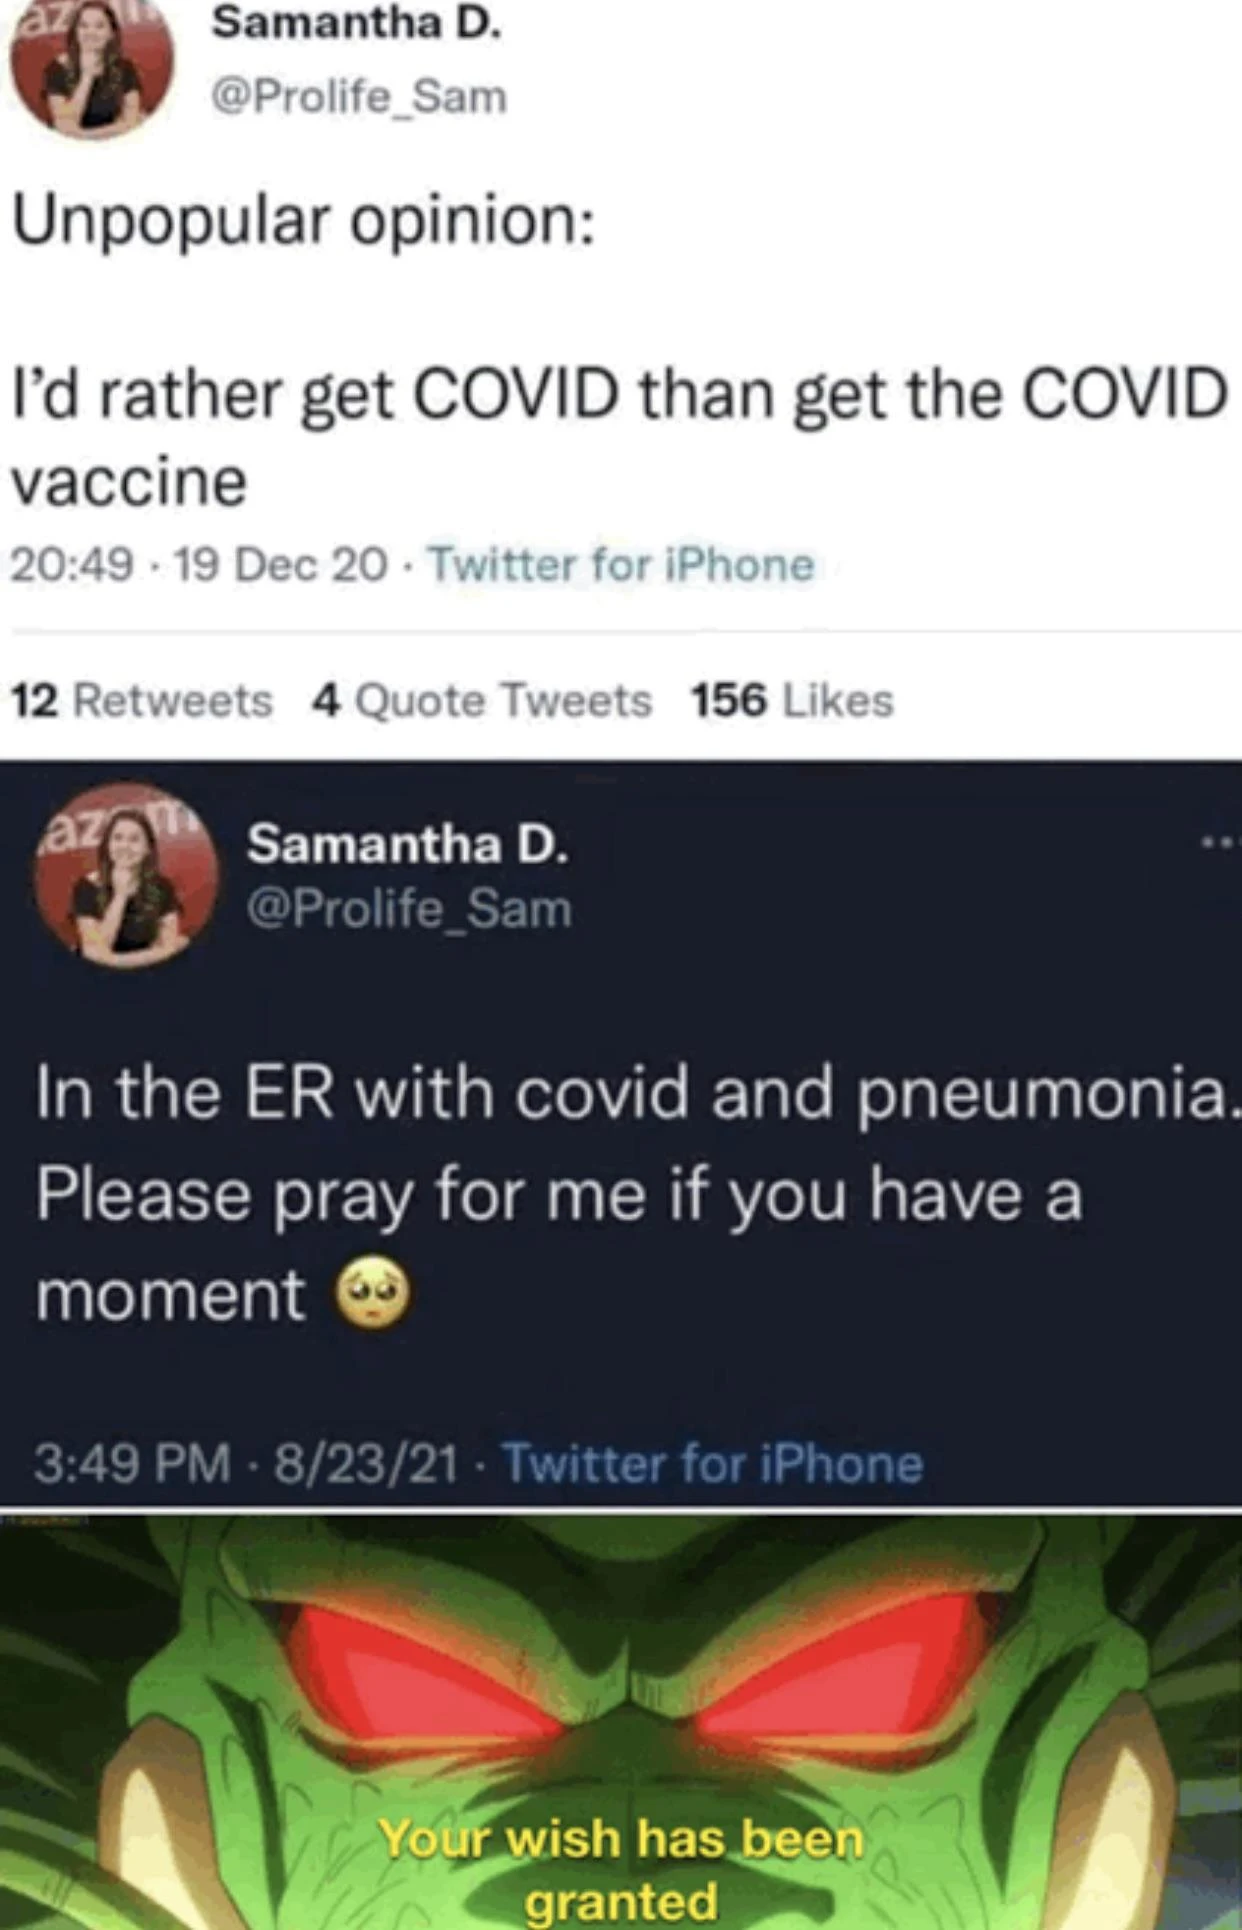 Samantha D.
@Prolife_Sam
Unpopular opinion:
I’d rather get COVID than get the COVID
vaccine
20:49 · 19 Dec 20 · Twitter for iPhone
12 Retweets 4 Quote Tweets 156 Likes
Samantha D.
@Prolife_Sam
In the ER with covid and pneumonia.
Please pray for me if you have a
moment 🥺
3:49 PM · 8/23/21 · Twitter for iPhone
Your wish has been
granted